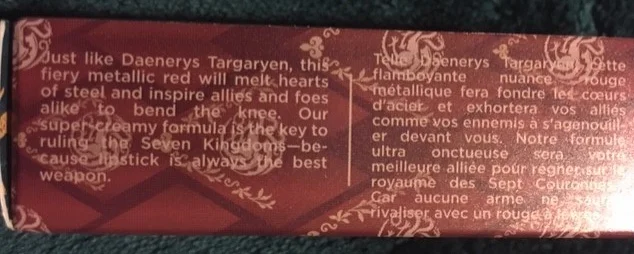 Just like Daenerys Targaryen, this
fiery metallic red will melt hearts
of steel and inspire allies and foes
alike to bend the knee. Our
super-creamy formula is the key to
ruling the Seven Kingdoms—be-
cause lipstick is always the best
weapon.
Telle Daenerys Targaryen, cette
flamboyante nuance rouge
métallique fera fondre les cœurs
d'acier et exhortera vos alliés
comme vos ennemis à s'agenouill-
er devant vous. Notre formule
ultra onctueuse sera votre
meilleure alliée pour régner sur le
royaume des Sept Couronnes.
Car aucune arme ne saurait
rivaliser avec un rouge à lèvres.